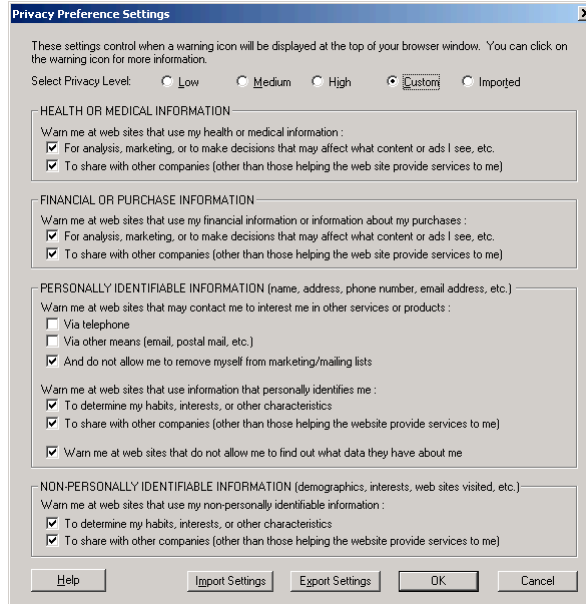 Privacy Preference Settings
These settings control when a warning icon will be displayed at the top of your browser window. You can click on
the warning icon for more information.
Select Privacy Level: Low Medium High Custom Imported
HEALTH OR MEDICAL INFORMATION
Warn me at web sites that use my health or medical information :
For analysis, marketing, or to make decisions that may affect what content or ads I see, etc.
To share with other companies (other than those helping the web site provide services to me)
FINANCIAL OR PURCHASE INFORMATION
Warn me at web sites that use my financial information or information about my purchases :
For analysis, marketing, or to make decisions that may affect what content or ads I see, etc.
To share with other companies (other than those helping the web site provide services to me)
PERSONALLY IDENTIFIABLE INFORMATION (name, address, phone number, email address, etc.)
Warn me at web sites that may contact me to interest me in other services or products :
Via telephone
Via other means (email, postal mail, etc.)
And do not allow me to remove myself from marketing/mailing lists
Warn me at web sites that use information that personally identifies me :
To determine my habits, interests, or other characteristics
To share with other companies (other than those helping the website provide services to me)
Warn me at web sites that do not allow me to find out what data they have about me
NON-PERSONALLY IDENTIFIABLE INFORMATION (demographics, interests, web sites visited, etc.)
Warn me at web sites that use my non-personally identifiable information :
To determine my habits, interests, or other characteristics
To share with other companies (other than those helping the website provide services to me)
Help Import Settings Export Settings OK Cancel